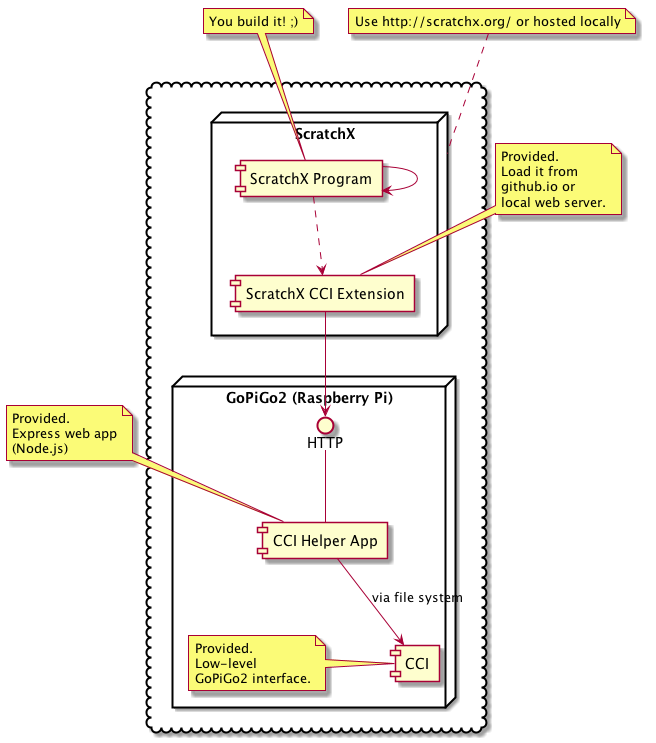 You build it! ;)
Use http://scratchx.org/ or hosted locally
ScratchX
Provided.
Load it from
github.io or
local web server.
ScratchX Program
ScratchX CCI Extension
GoPiGo2 (Raspberry Pi)
Provided.
Express web app
(Node.js)
HTTP
CCI Helper App
via file system
Provided.
Low-level
GoPiGo2 interface.
CCI